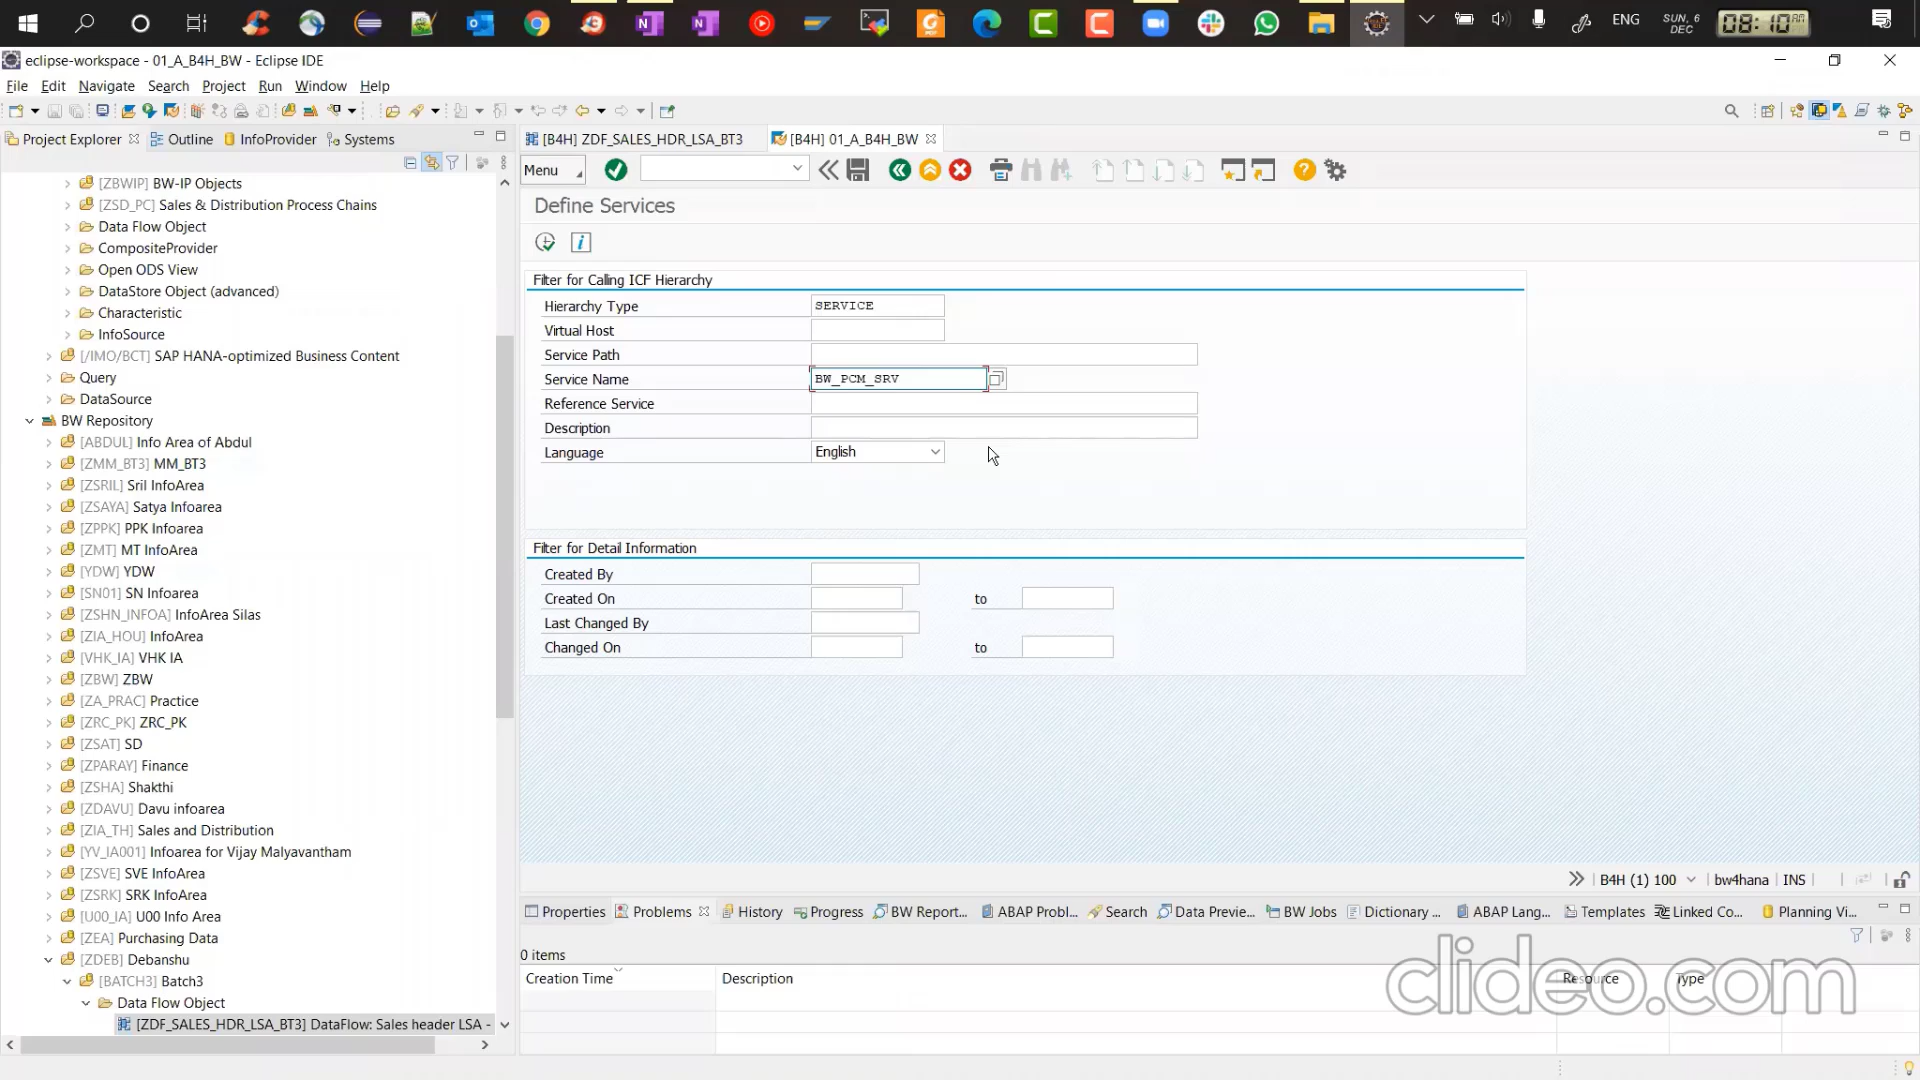 ENG
SUN, 6
DEC
08:10 AM
eclipse-workspace - 01_A_B4H_BW - Eclipse IDE
File Edit Navigate Search Project Run Window Help
Project Explorer Outline InfoProvider Systems
[B4H] ZDF_SALES_HDR_LSA_BT3 [B4H] 01_A_B4H_BW
Menu
Define Services
Filter for Calling ICF Hierarchy
Hierarchy Type SERVICE
Virtual Host
Service Path
Service Name BW_PCM_SRV
Reference Service
Description
Language English
Filter for Detail Information
Created By
Created On to
Last Changed By
Changed On to
[ZBWIP] BW-IP Objects
[ZSD_PC] Sales & Distribution Process Chains
Data Flow Object
CompositeProvider
Open ODS View
DataStore Object (advanced)
Characteristic
InfoSource
[/IMO/BCT] SAP HANA-optimized Business Content
Query
DataSource
BW Repository
[ABDUL] Info Area of Abdul
[ZMM_BT3] MM_BT3
[ZSRIL] Sril InfoArea
[ZSAYA] Satya Infoarea
[ZPPK] PPK Infoarea
[ZMT] MT InfoArea
[YDW] YDW
[SN01] SN Infoarea
[ZSHN_INFOA] InfoArea Silas
[ZIA_HOU] InfoArea
[VHK_IA] VHK IA
[ZBW] ZBW
[ZA_PRAC] Practice
[ZRC_PK] ZRC_PK
[ZSAT] SD
[ZPARAY] Finance
[ZSHA] Shakthi
[ZDAVU] Davu infoarea
[ZIA_TH] Sales and Distribution
[YV_IA001] Infoarea for Vijay Malyavantham
[ZSVE] SVE InfoArea
[ZSRK] SRK InfoArea
[U00_IA] U00 Info Area
[ZEA] Purchasing Data
[ZDEB] Debanshu
[BATCH3] Batch3
Data Flow Object
[ZDF_SALES_HDR_LSA_BT3] DataFlow: Sales header LSA -
B4H (1) 100 bw4hana INS
Properties Problems History Progress BW Report... ABAP Probl... Search Data Previe... BW Jobs Dictionary ... ABAP Lang... Templates Linked Co... Planning Vi...
0 items
Creation Time Description Resource Type
clideo.com